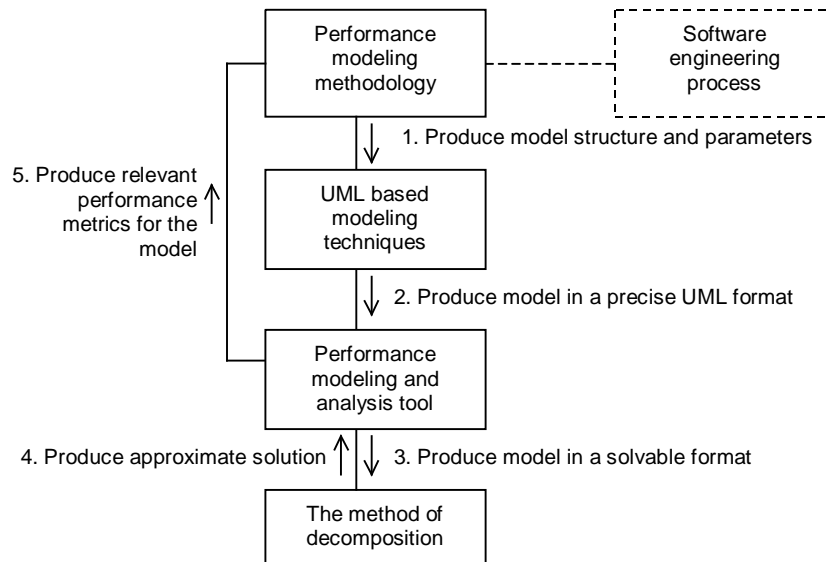 Performance
modeling
methodology
Software
engineering
process
1. Produce model structure and parameters
5. Produce relevant
performance
metrics for the
model
UML based
modeling
techniques
2. Produce model in a precise UML format
Performance
modeling and
analysis tool
4. Produce approximate solution
3. Produce model in a solvable format
The method of
decomposition